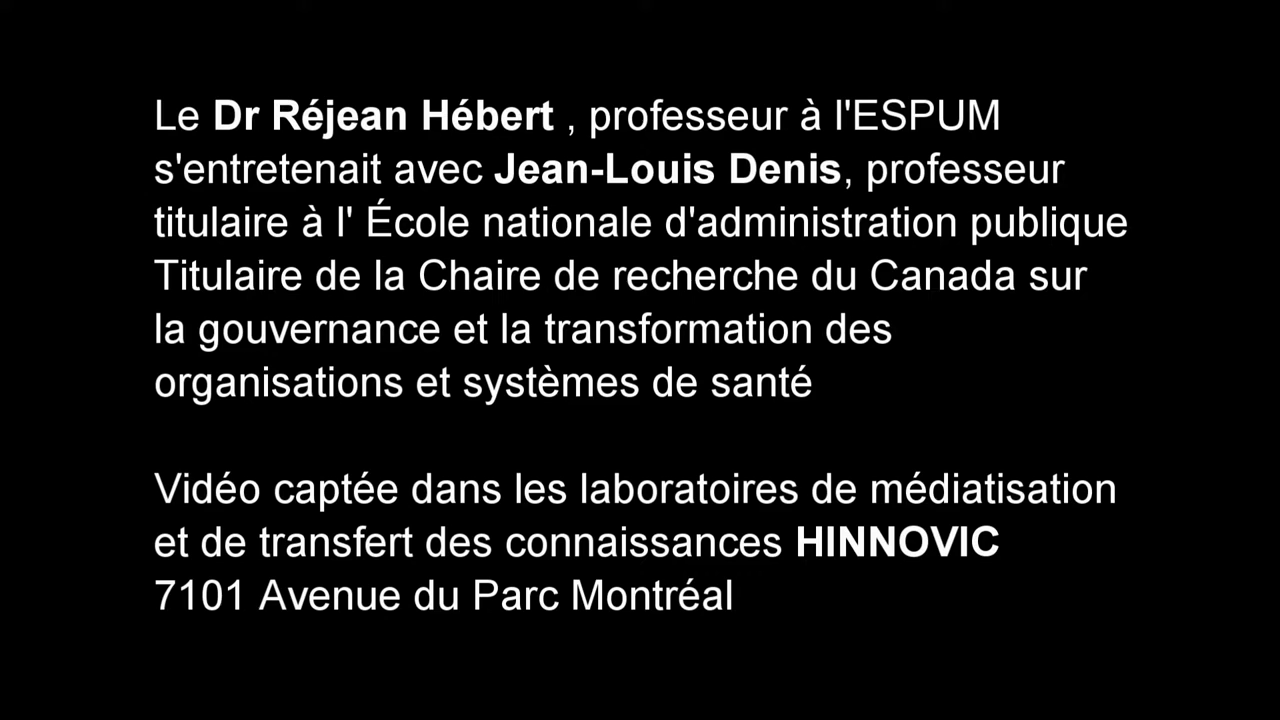 Le Dr Réjean Hébert , professeur à l'ESPUM
s'entretenait avec Jean-Louis Denis, professeur
titulaire à l' École nationale d'administration publique
Titulaire de la Chaire de recherche du Canada sur
la gouvernance et la transformation des
organisations et systèmes de santé
Vidéo captée dans les laboratoires de médiatisation
et de transfert des connaissances HINNOVIC
7101 Avenue du Parc Montréal